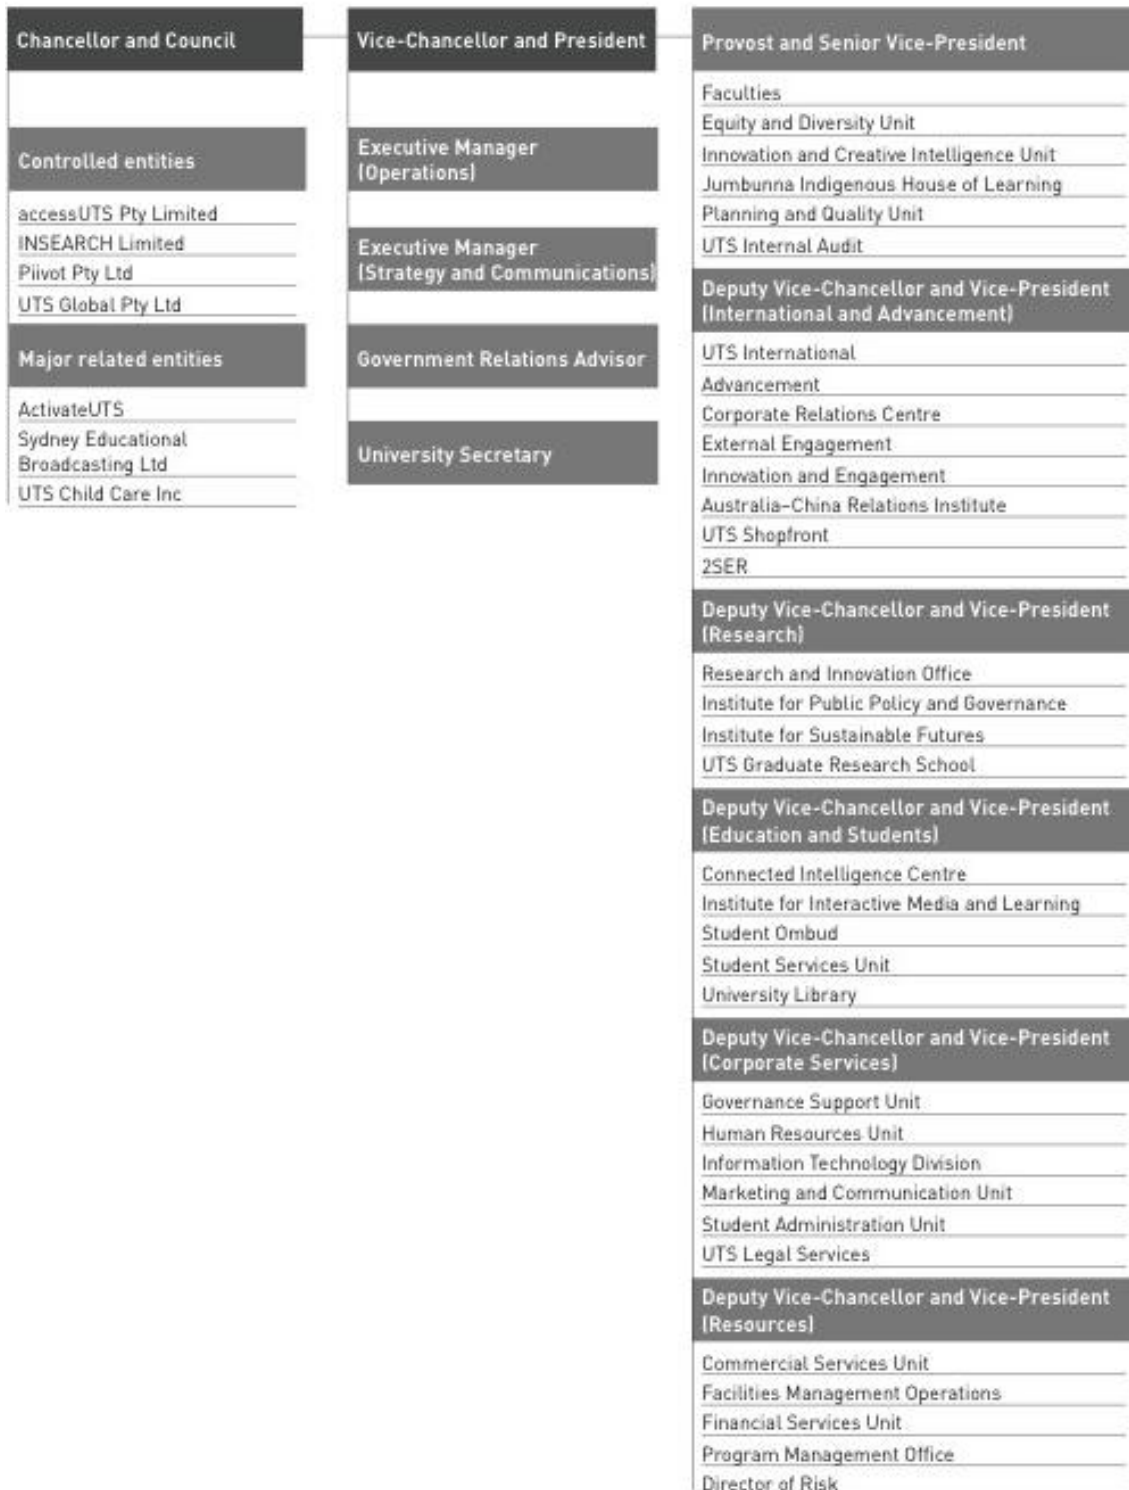 Chancellor and Council
Controlled entities
accessUTS Pty Limited
INSEARCH Limited
Piivot Pty Ltd
UTS Global Pty Ltd
Major related entities
ActivateUTS
Sydney Educational
Broadcasting Ltd
UTS Child Care Inc
Vice-Chancellor and President
Executive Manager
(Operations)
Executive Manager
(Strategy and Communications)
Government Relations Advisor
University Secretary
Provost and Senior Vice-President
Faculties
Equity and Diversity Unit
Innovation and Creative Intelligence Unit
Jumbunna Indigenous House of Learning
Planning and Quality Unit
UTS Internal Audit
Deputy Vice-Chancellor and Vice-President
(International and Advancement)
UTS International
Advancement
Corporate Relations Centre
External Engagement
Innovation and Engagement
Australia–China Relations Institute
UTS Shopfront
2SER
Deputy Vice-Chancellor and Vice-President
(Research)
Research and Innovation Office
Institute for Public Policy and Governance
Institute for Sustainable Futures
UTS Graduate Research School
Deputy Vice-Chancellor and Vice-President
(Education and Students)
Connected Intelligence Centre
Institute for Interactive Media and Learning
Student Ombud
Student Services Unit
University Library
Deputy Vice-Chancellor and Vice-President
(Corporate Services)
Governance Support Unit
Human Resources Unit
Information Technology Division
Marketing and Communication Unit
Student Administration Unit
UTS Legal Services
Deputy Vice-Chancellor and Vice-President
(Resources)
Commercial Services Unit
Facilities Management Operations
Financial Services Unit
Program Management Office
Director of Risk